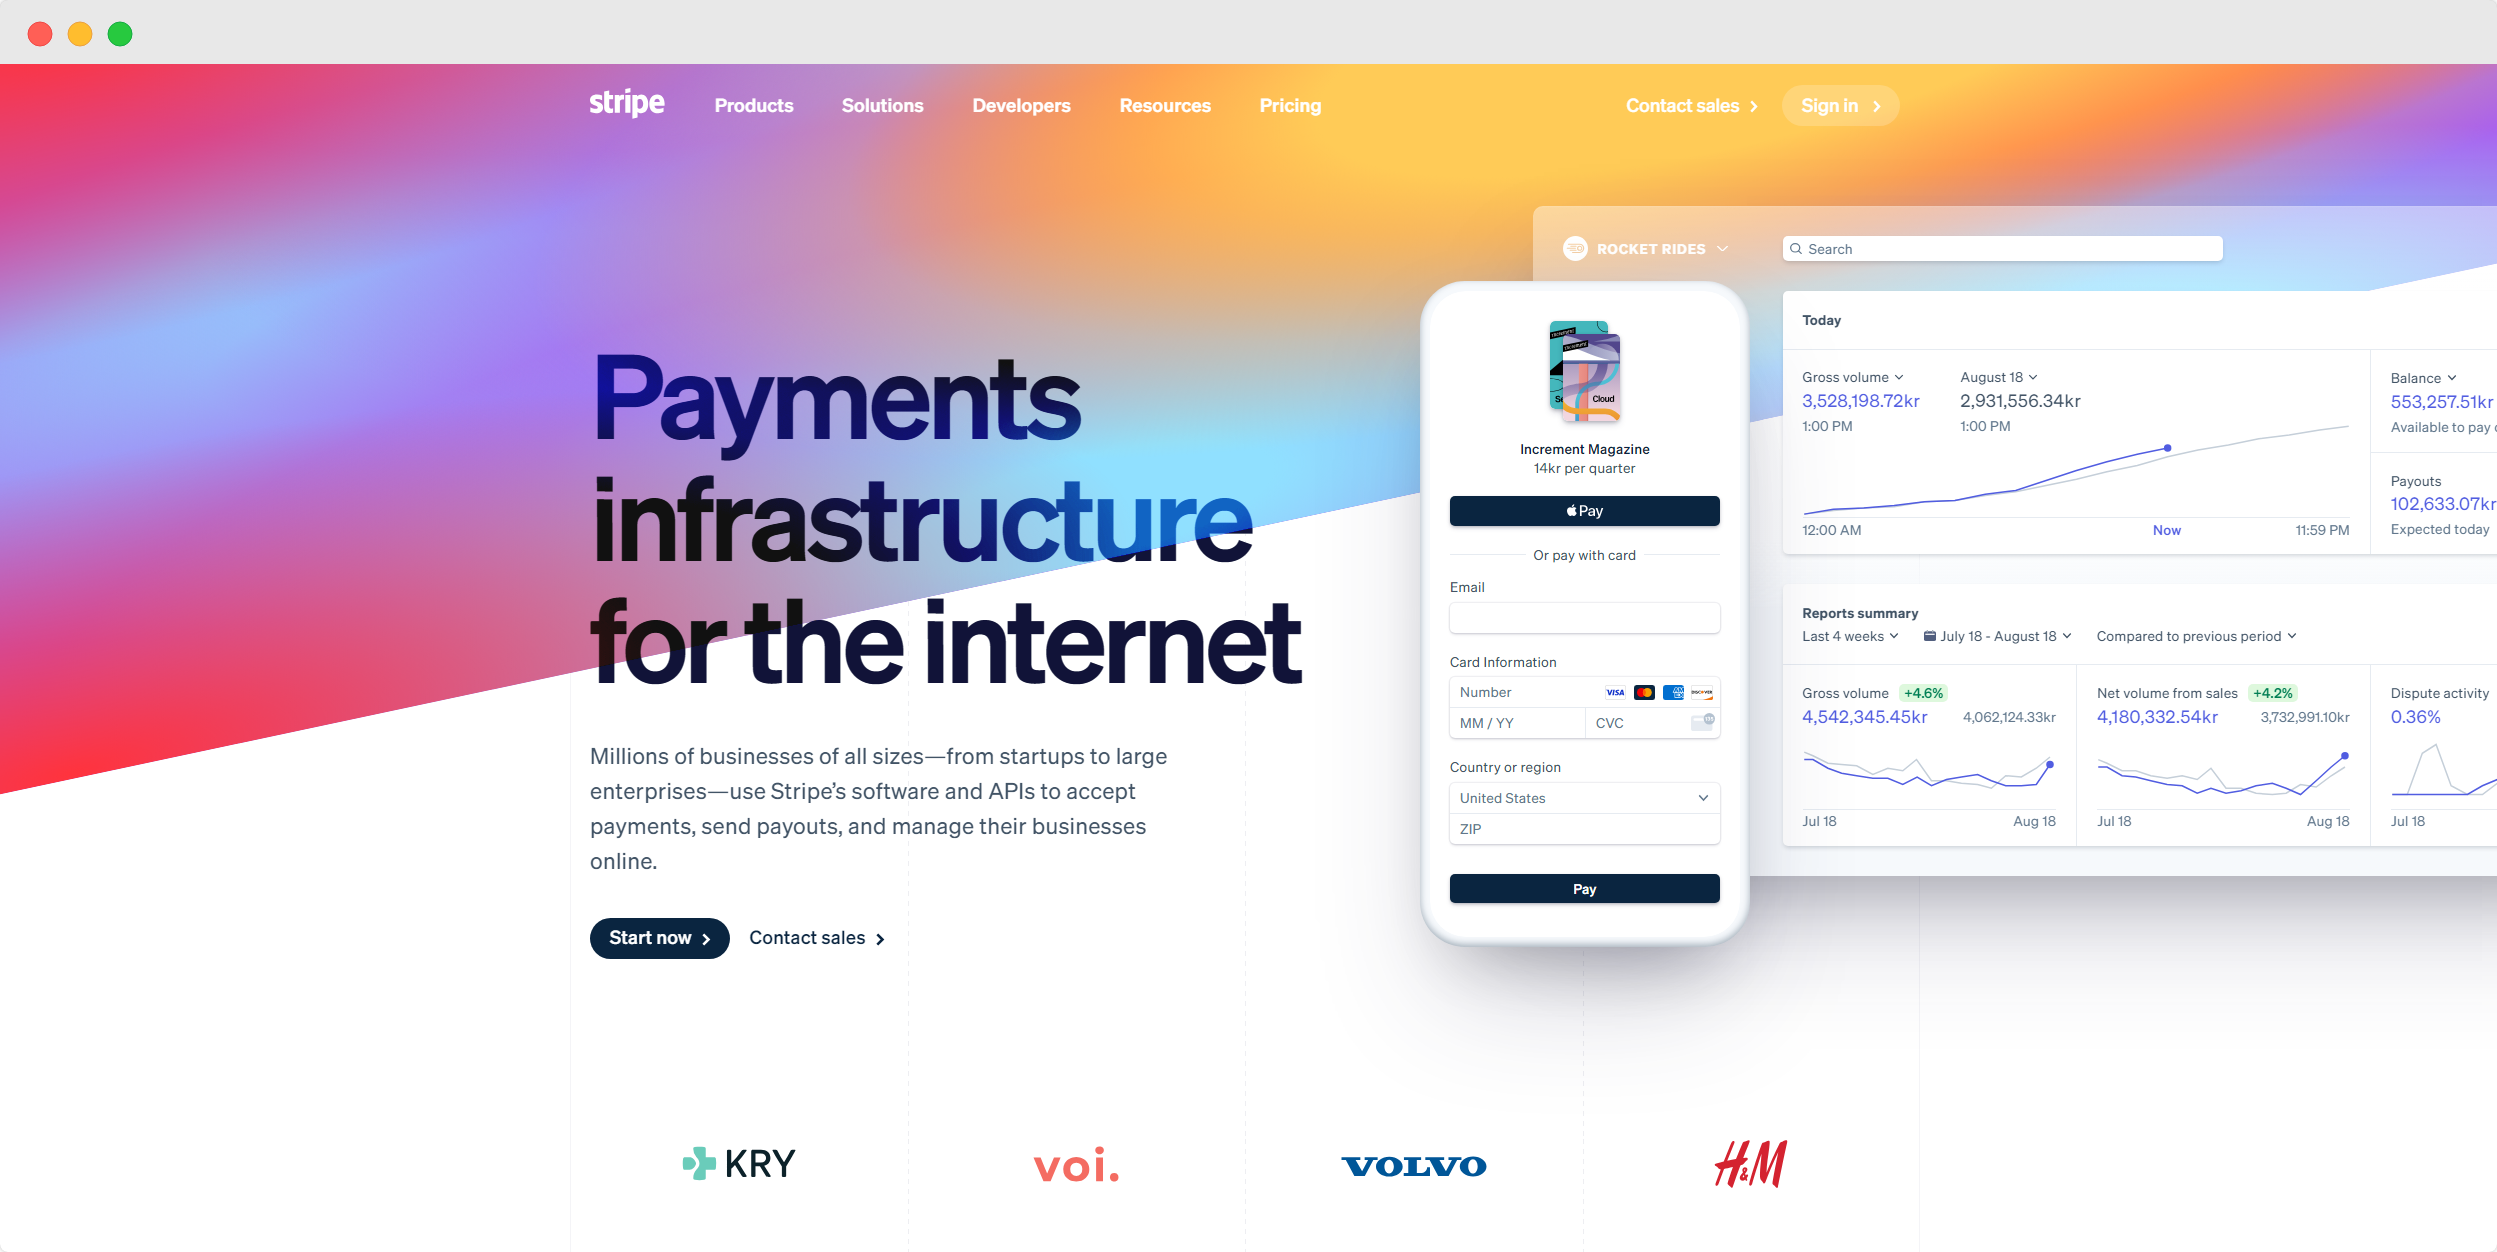 stripe
Products
Solutions
Developers
Resources
Pricing
Contact sales
Sign in
Payments
infrastructure
for the internet
Millions of businesses of all sizes—from startups to large
enterprises—use Stripe’s software and APIs to accept
payments, send payouts, and manage their businesses
online.
Start now
Contact sales
Cloud
Increment Magazine
14kr per quarter
Pay
Or pay with card
Email
Card Information
Number
VISA
DISCOVER
MM / YY
CVC
Country or region
United States
ZIP
Pay
ROCKET RIDES
Search
Today
Gross volume
3,528,198.72kr
1:00 PM
August 18
2,931,556.34kr
1:00 PM
12:00 AM
Now
11:59 PM
Balance
553,257.51kr
Available to pay
Payouts
102,633.07kr
Expected today
Reports summary
Last 4 weeks
July 18 - August 18
Compared to previous period
Gross volume +4.6%
4,542,345.45kr 4,062,124.33kr
Jul 18 Aug 18
Net volume from sales +4.2%
4,180,332.54kr 3,732,991.10kr
Jul 18 Aug 18
Dispute activity
0.36%
Jul 18
KRY
voi.
VOLVO
H&M